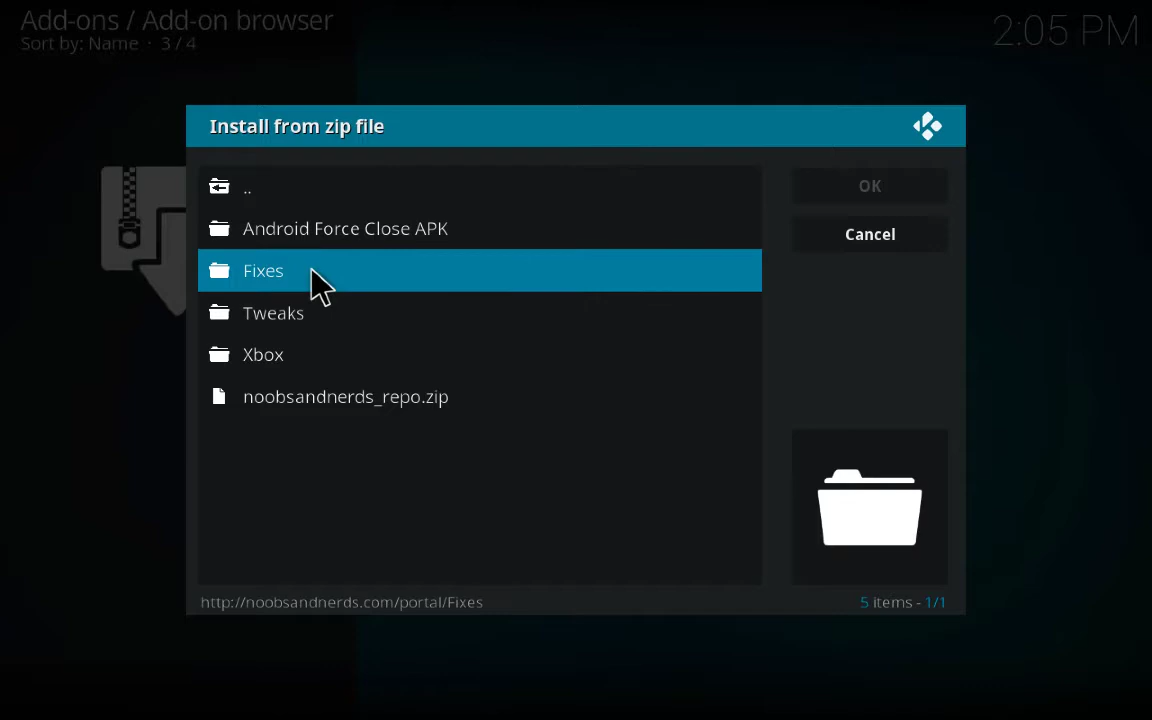 Add-ons / Add-on browser
Sort by: Name · 3 / 4
2:05 PM
Install from zip file
..
Android Force Close APK
Fixes
Tweaks
Xbox
noobsandnerds_repo.zip
OK
Cancel
http://noobsandnerds.com/portal/Fixes
5 items - 1/1